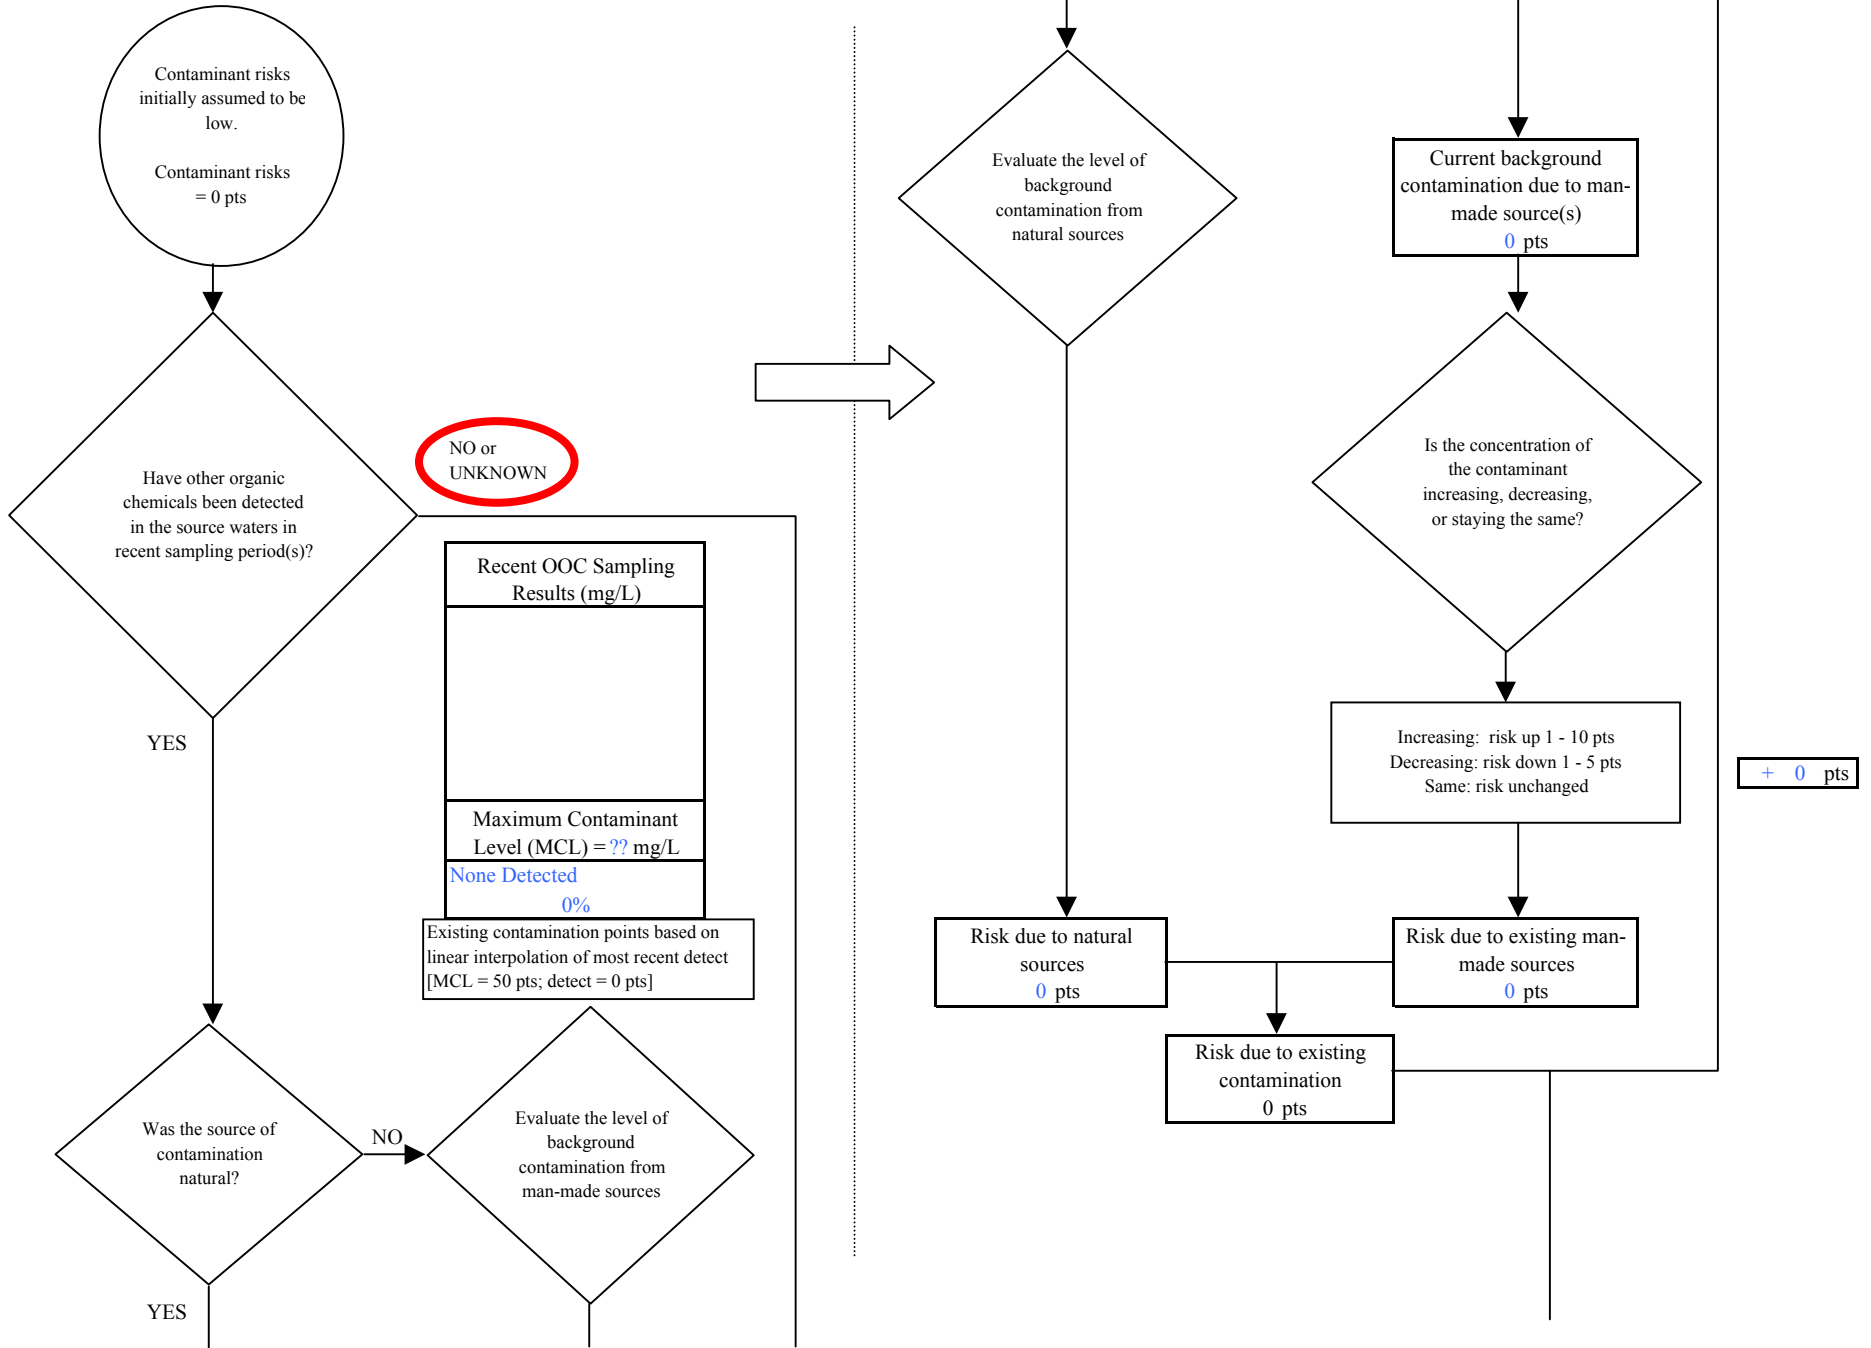 Contaminant risks
initially assumed to be
low.
Contaminant risks
= 0 pts
Have other organic
chemicals been detected
in the source waters in
recent sampling period(s)?
NO or
UNKNOWN
YES
Recent OOC Sampling
Results (mg/L)
Maximum Contaminant
Level (MCL) = ?? mg/L
None Detected
0%
Existing contamination points based on
linear interpolation of most recent detect
[MCL = 50 pts; detect = 0 pts]
Was the source of
contamination
natural?
NO
YES
Evaluate the level of
background
contamination from
man-made sources
Evaluate the level of
background
contamination from
natural sources
Current background
contamination due to man-
made source(s)
0 pts
Is the concentration of
the contaminant
increasing, decreasing,
or staying the same?
Increasing: risk up 1 - 10 pts
Decreasing: risk down 1 - 5 pts
Same: risk unchanged
+ 0 pts
Risk due to natural
sources
0 pts
Risk due to existing man-
made sources
0 pts
Risk due to existing
contamination
0 pts